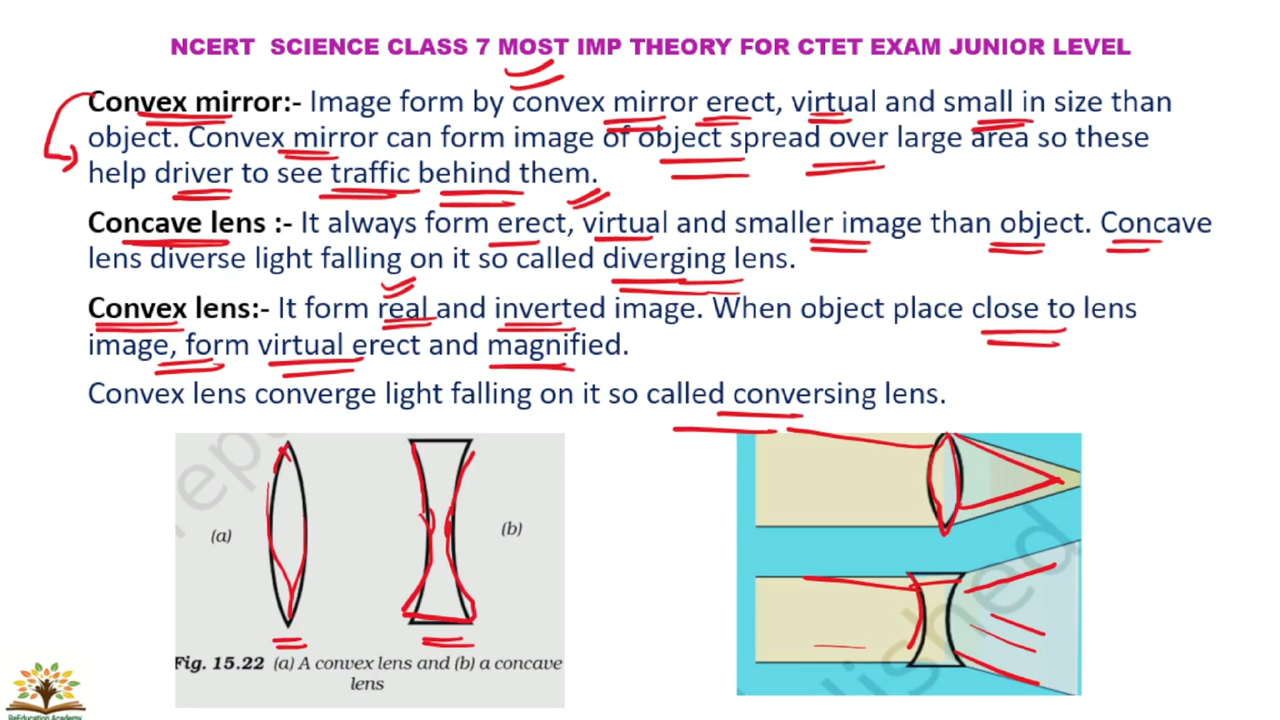 NCERT SCIENCE CLASS 7 MOST IMP THEORY FOR CTET EXAM JUNIOR LEVEL
Convex mirror:- Image form by convex mirror erect, virtual and small in size than
object. Convex mirror can form image of object spread over large area so these
help driver to see traffic behind them.
Concave lens :- It always form erect, virtual and smaller image than object. Concave
lens diverse light falling on it so called diverging lens.
Convex lens:- It form real and inverted image. When object place close to lens
image, form virtual erect and magnified.
Convex lens converge light falling on it so called conversing lens.
(a)
(b)
Fig. 15.22 (a) A convex lens and (b) a concave
lens